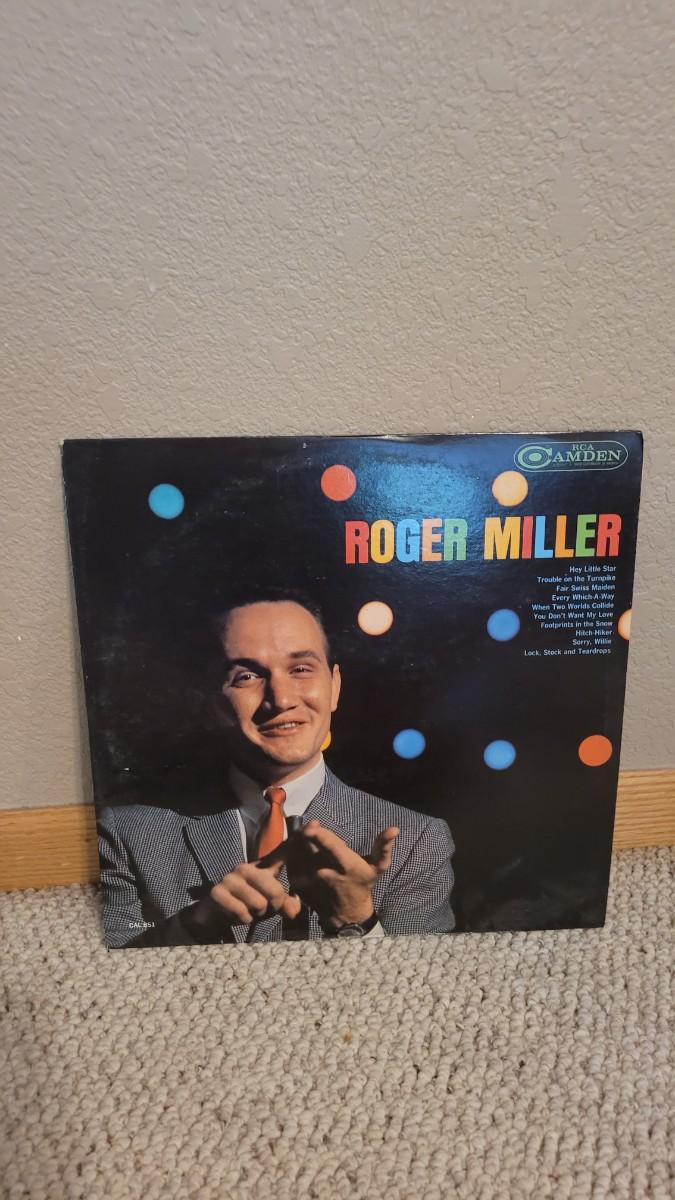 RCA
CAMDEN
ROGER MILLER
Hey Little Star
Trouble on the Turnpike
Fair Swiss Maiden
Every Which-A-Way
When Two Worlds Collide
You Don't Want My Love
Footprints in the Snow
Hitch-Hiker
Sorry, Willie
Lock, Stock and Teardrops
CAL 851